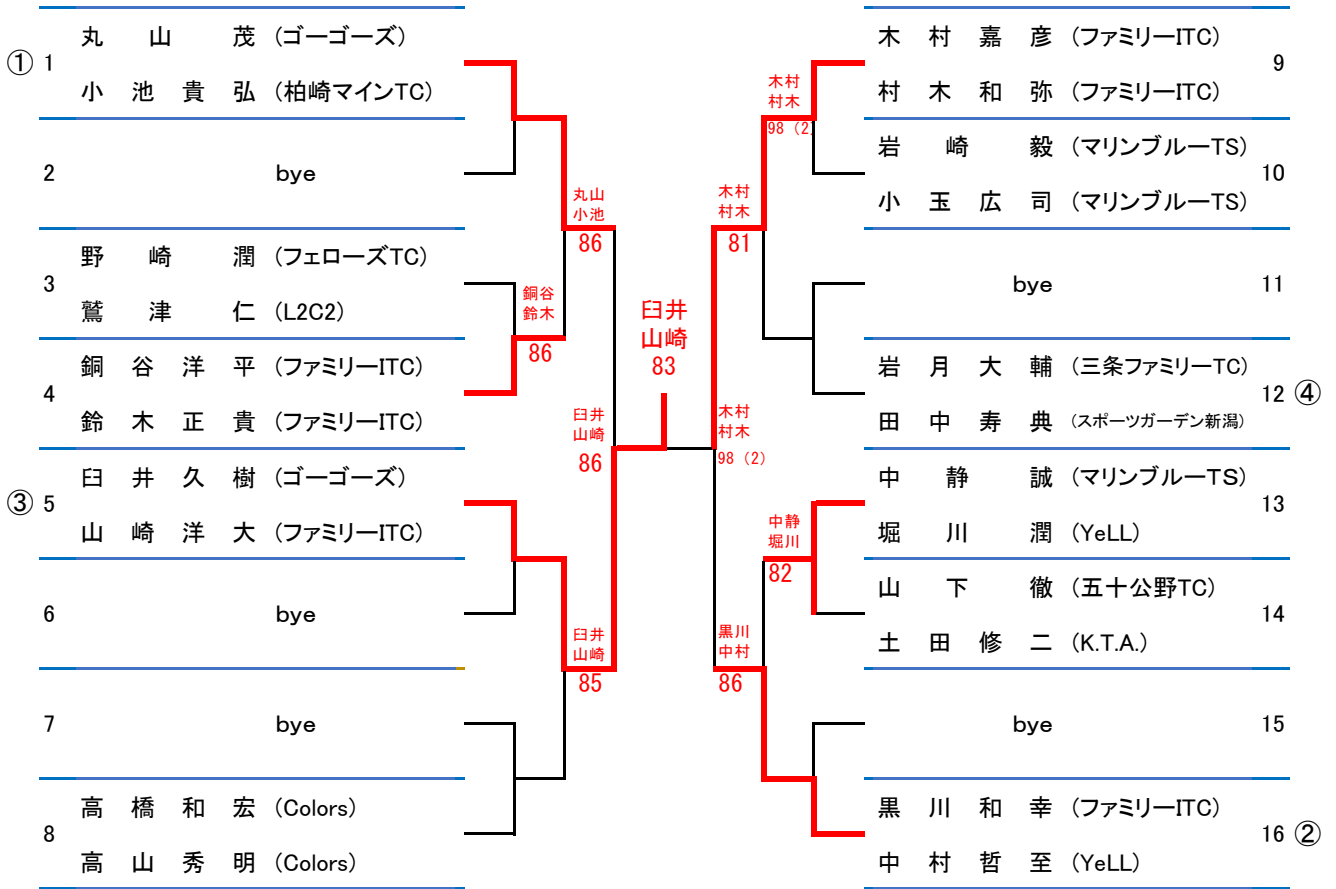 ① 1
丸 山 茂 (ゴーゴーズ)
小 池 貴 弘 (柏崎マインTC)
2 bye
3
野 崎 潤 (フェローズTC)
鷲 津 仁 (L2C2)
4
銅 谷 洋 平 (ファミリーITC)
鈴 木 正 貴 (ファミリーITC)
③ 5
臼 井 久 樹 (ゴーゴーズ)
山 崎 洋 大 (ファミリーITC)
6 bye
7 bye
8
高 橋 和 宏 (Colors)
高 山 秀 明 (Colors)
銅谷
鈴木
86
丸山
小池
86
臼井
山崎
85
臼井
山崎
86
臼井
山崎
83
木村
村木
98 (2)
木村
村木
81
木村
村木
98 (2)
中静
堀川
82
黒川
中村
86
木 村 嘉 彦 (ファミリーITC)
9
村 木 和 弥 (ファミリーITC)
岩 崎 毅 (マリンブルーTS)
10
小 玉 広 司 (マリンブルーTS)
bye 11
岩 月 大 輔 (三条ファミリーTC)
12 ④
田 中 寿 典 (スポーツガーデン新潟)
中 静 誠 (マリンブルーTS)
13
堀 川 潤 (YeLL)
山 下 徹 (五十公野TC)
14
土 田 修 二 (K.T.A.)
bye 15
黒 川 和 幸 (ファミリーITC)
16 ②
中 村 哲 至 (YeLL)